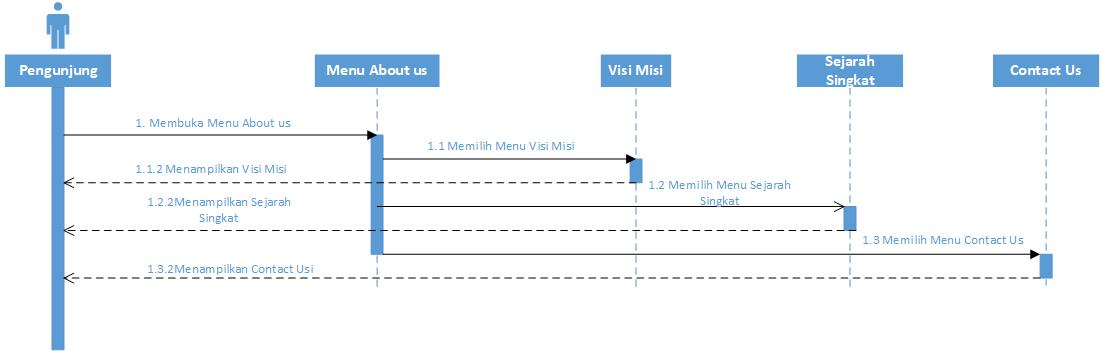 Pengunjung
Menu About us
Visi Misi
Sejarah
Singkat
Contact Us
1. Membuka Menu About us
1.1 Memilih Menu Visi Misi
1.1.2 Menampilkan Visi Misi
1.2 Memilih Menu Sejarah
Singkat
1.2.2Menampilkan Sejarah
Singkat
1.3 Memilih Menu Contact Us
1.3.2Menampilkan Contact Usi